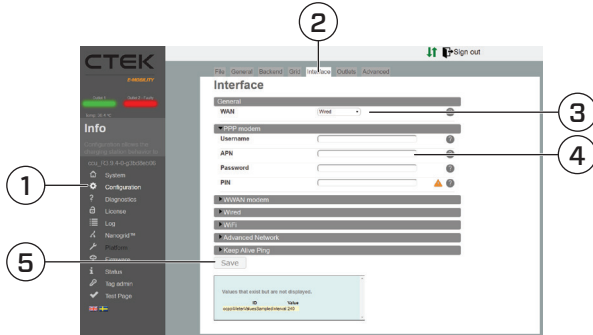 2
CTEK
E-MOBILITY
Sign out
File General Backend Grid Interface Outlets Advanced
Interface
General
WAN
Wired
3
Info
PPP modem
Username
APN
4
Password
PIN
1
System
Configuration
Diagnostics
License
Log
Nanogrid™
Platform
Firmware
Status
Tag admin
Test Page
WWAN modem
Wired
WiFi
Advanced Network
Keep Alive Ping
5
Save
Values that exist but are not displayed.
ID Value
240